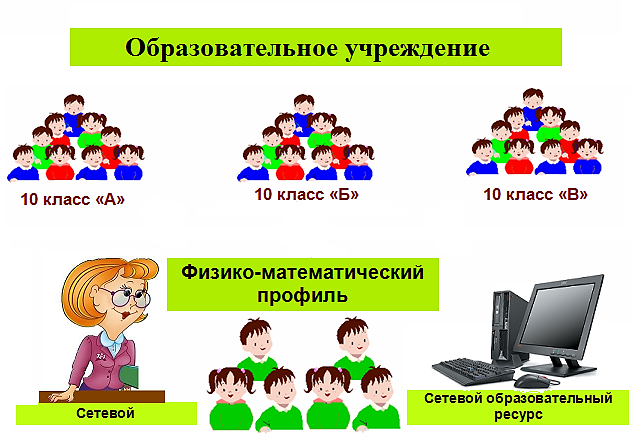 Образовательное учреждение
10 класс «А»
10 класс «Б»
10 класс «В»
Физико-математический
профиль
Сетевой
Сетевой образовательный
ресурс